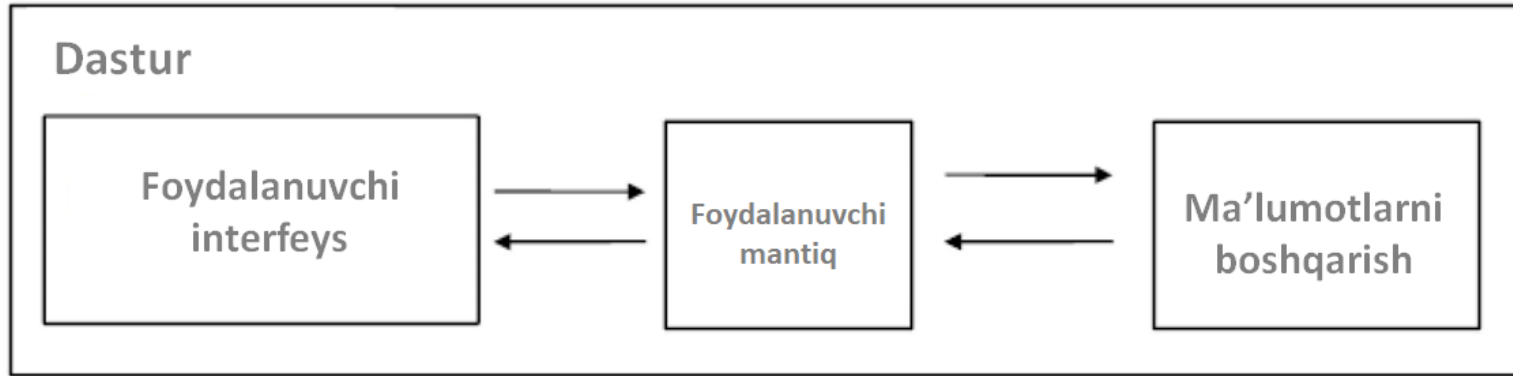 Dastur
Foydalanuvchi
interfeys
Foydalanuvchi
mantiq
Ma’lumotlarni
boshqarish